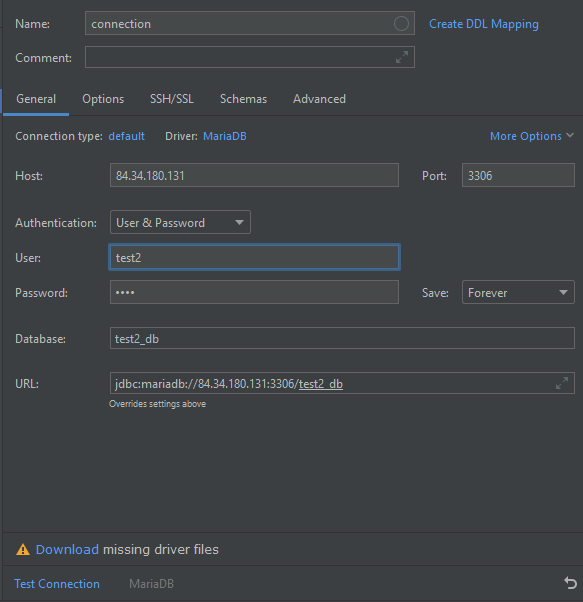 Name: connection Create DDL Mapping
Comment:
General Options SSH/SSL Schemas Advanced
Connection type: default Driver: MariaDB More Options
Host: 84.34.180.131 Port: 3306
Authentication: User & Password
User: test2
Password: •••• Save: Forever
Database: test2_db
URL: jdbc:mariadb://84.34.180.131:3306/test2_db
Overrides settings above
Download missing driver files
Test Connection MariaDB